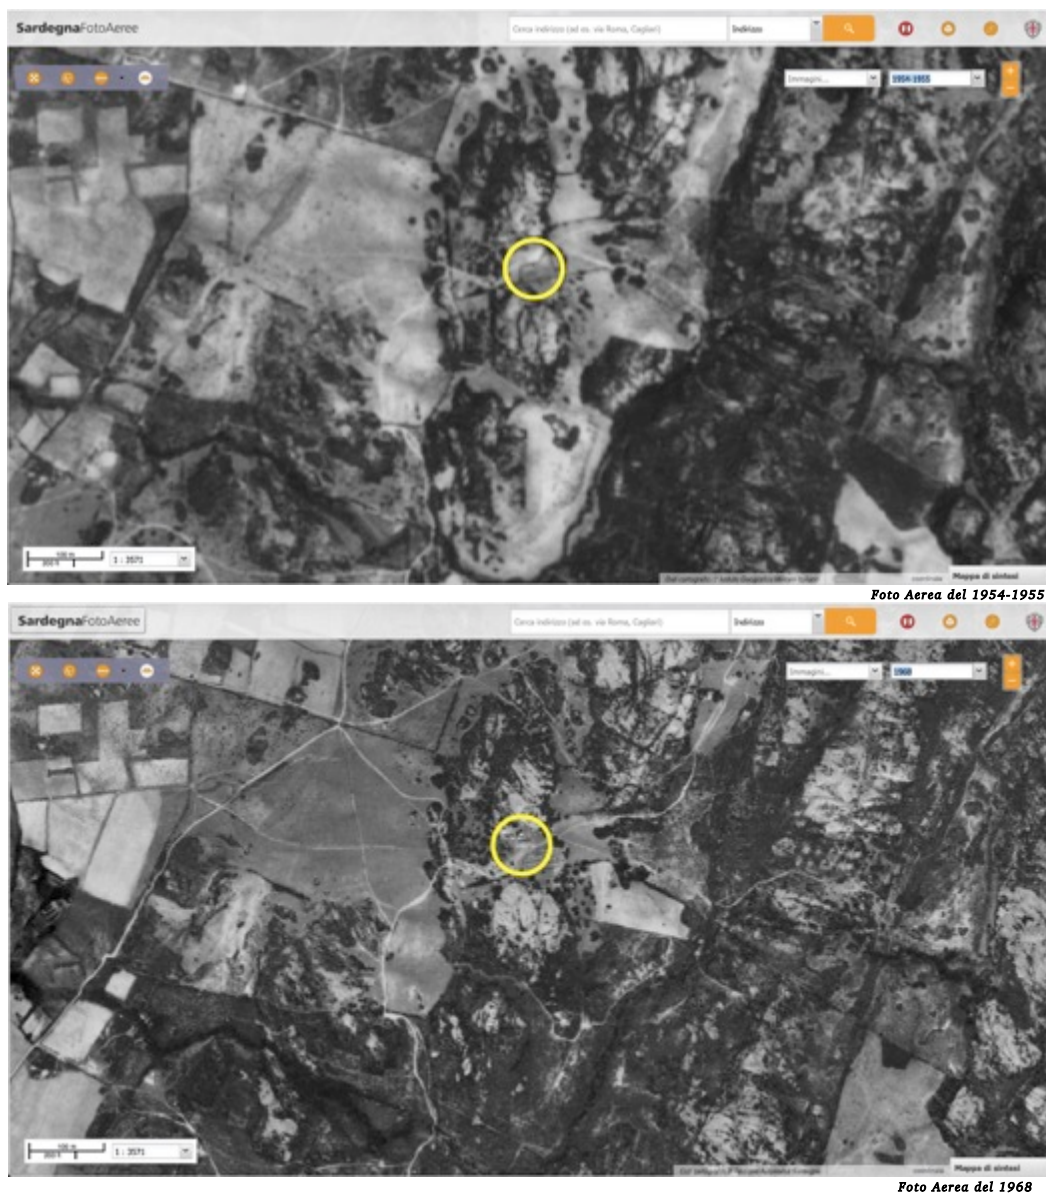 SardegnaFotoAeree
Cerca indirizzo (ad es. via Roma, Cagliari)
Indirizzo
Immagini...
1954-1955
100 m
1 : 3571
Mappa di sintesi
Foto Aerea del 1954-1955
SardegnaFotoAeree
Cerca indirizzo (ad es. via Roma, Cagliari)
Indirizzo
Immagini...
1968
100 m
1 : 3571
Mappa di sintesi
Foto Aerea del 1968